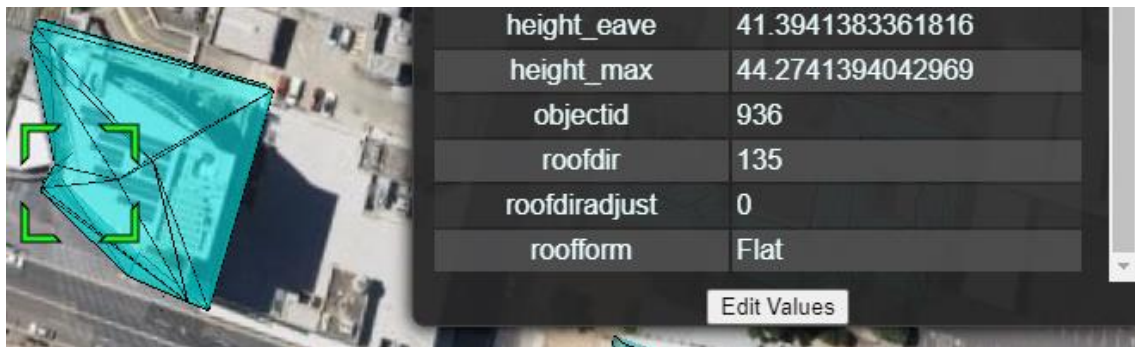 height_eave 41.3941383361816
height_max 44.2741394042969
objectid 936
roofdir 135
roofdiradjust 0
roofform Flat
Edit Values